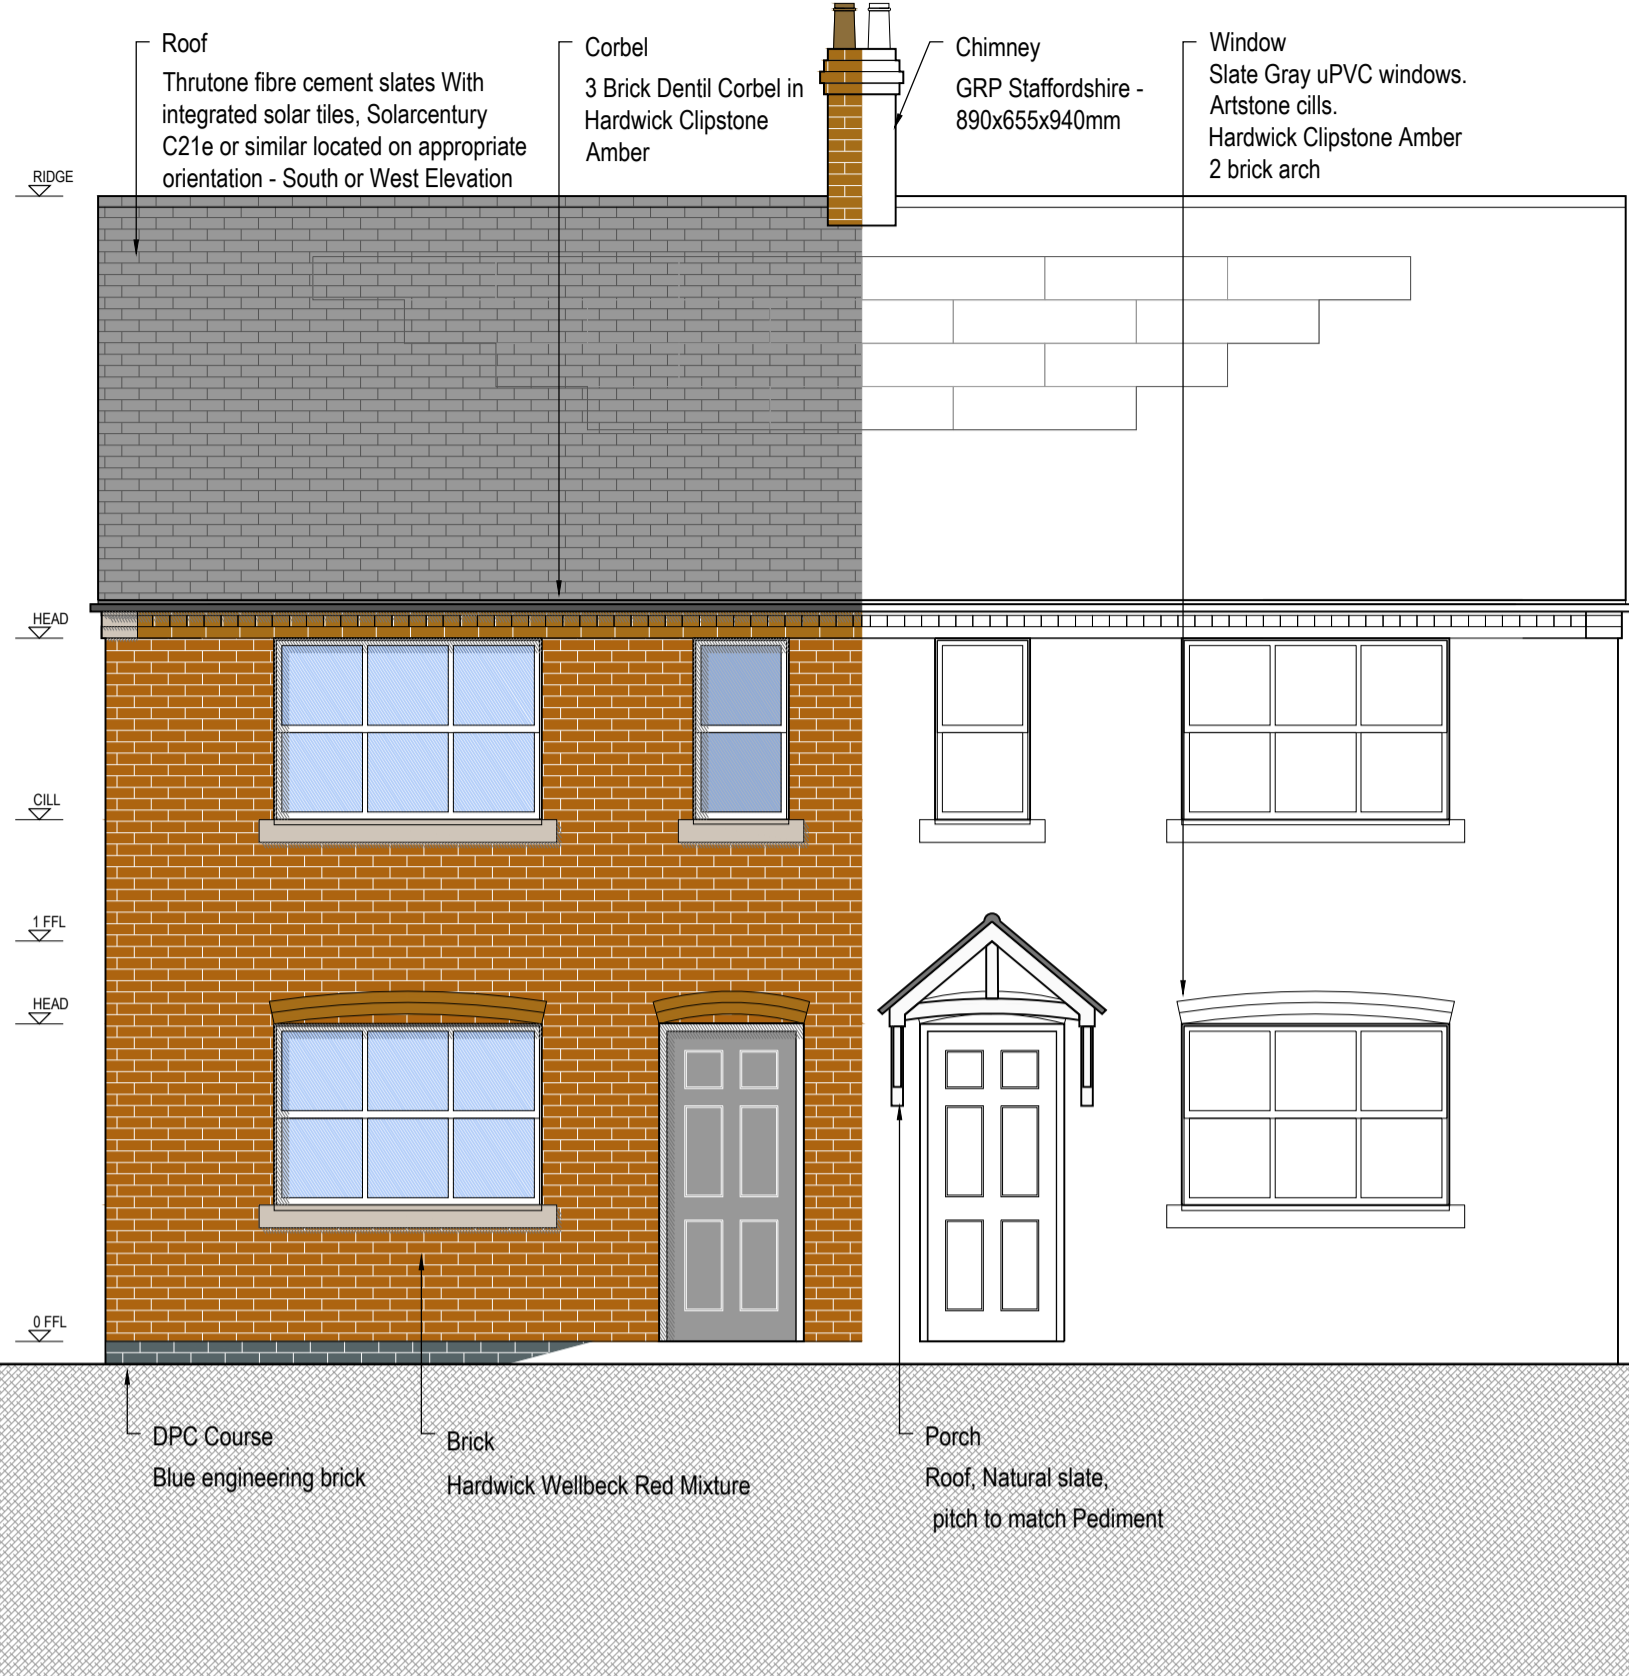 Roof
Thrutone fibre cement slates With
integrated solar tiles, Solarcentury
C21e or similar located on appropriate
orientation - South or West Elevation
Corbel
3 Brick Dentil Corbel in
Hardwick Clipstone
Amber
Chimney
GRP Staffordshire -
890x655x940mm
Window
Slate Gray uPVC windows.
Artstone cills.
Hardwick Clipstone Amber
2 brick arch
RIDGE
HEAD
CILL
1 FFL
HEAD
0 FFL
DPC Course
Blue engineering brick
Brick
Hardwick Wellbeck Red Mixture
Porch
Roof, Natural slate,
pitch to match Pediment